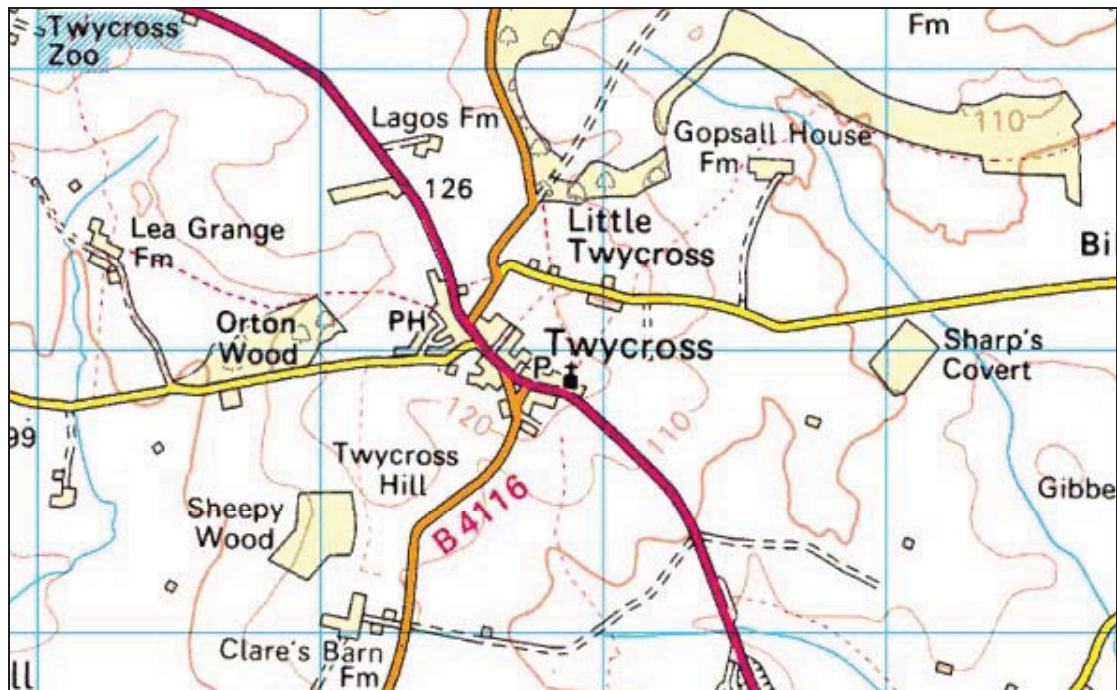 Twycross
Zoo
Fm
Lagos Fm
Gopsall House
Fm
110
126
Lea Grange
Fm
Little
Twycross
Bi
Orton
Wood
PH
Twycross
P
Sharp's
Covert
120
110
99
Twycross
Hill
Gibbe
Sheepy
Wood
B 4116
Clare's Barn
Fm
ll